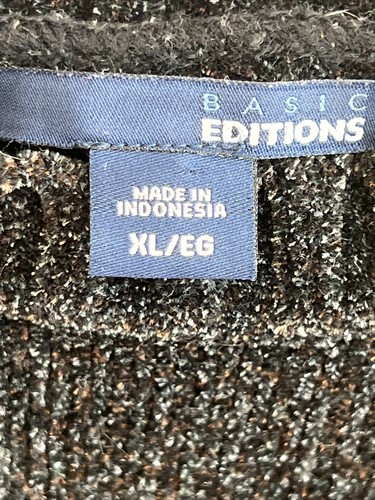 BASIC
EDITIONS
MADE IN
INDONESIA
XL/EG